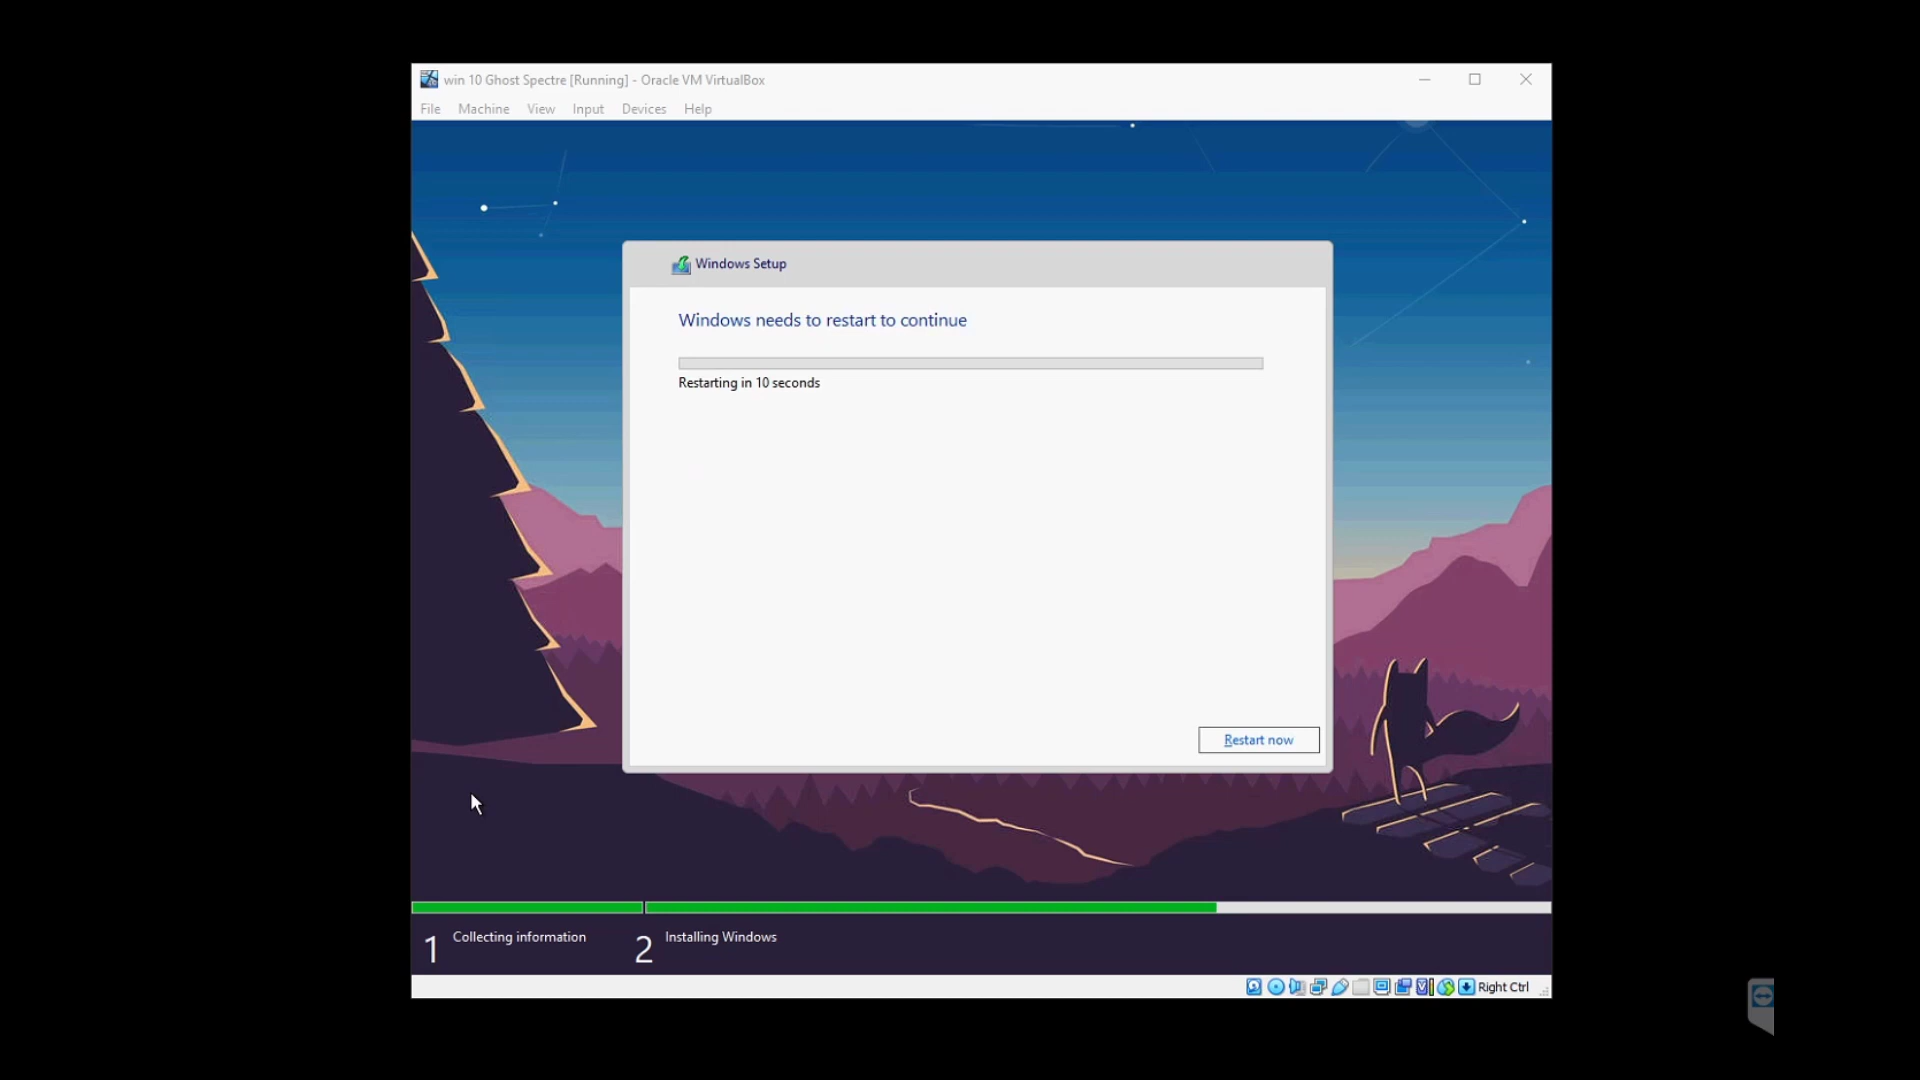 win 10 Ghost Spectre [Running] - Oracle VM VirtualBox
File Machine View Input Devices Help
Windows Setup
Windows needs to restart to continue
Restarting in 10 seconds
Restart now
1 Collecting information 2 Installing Windows
Right Ctrl